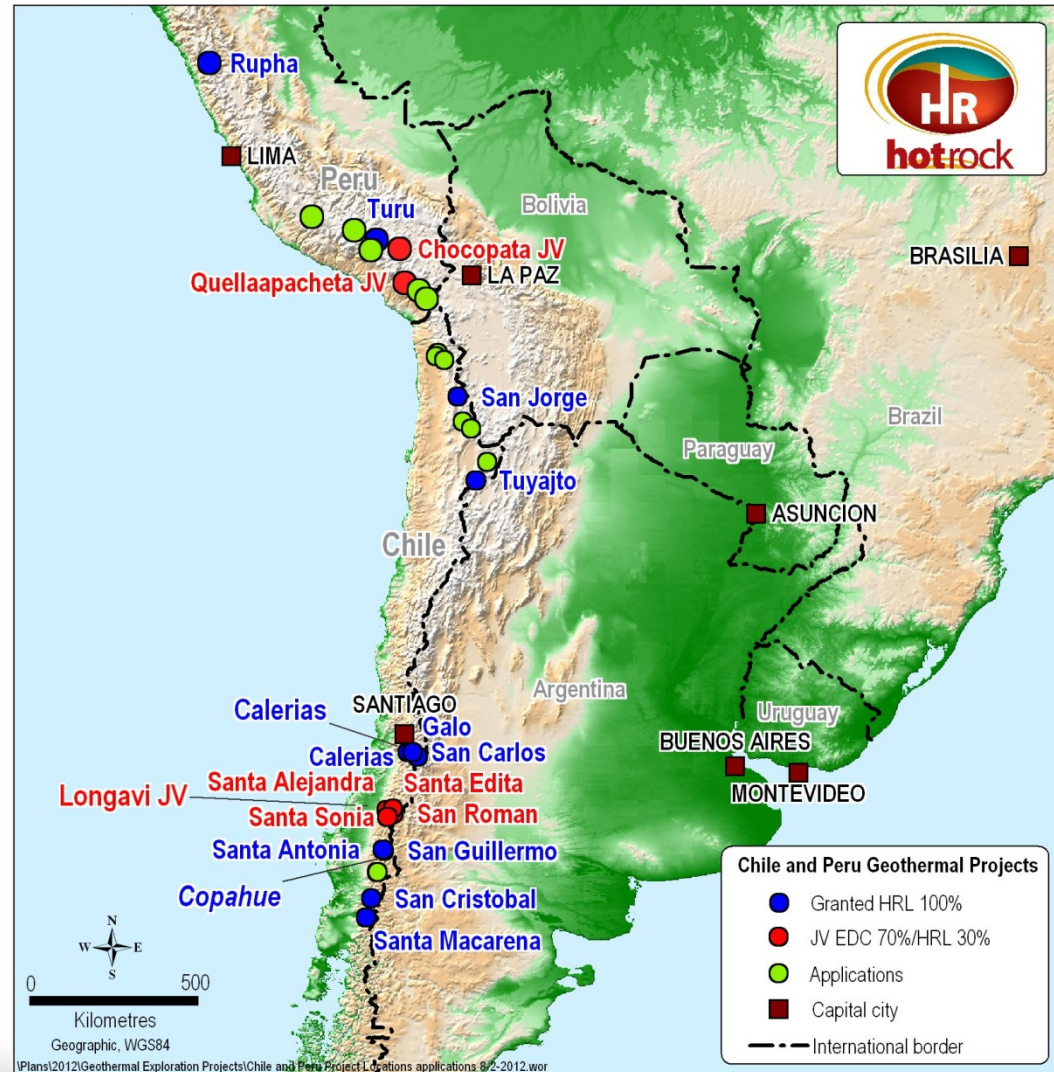 Rupha
HR
hotrock
LIMA
Peru
Turu
Bolivia
Chocopata JV
BRASILIA
LA PAZ
Quellaapacheta JV
San Jorge
Brazil
Paraguay
Tuyajto
ASUNCION
Chile
Argentina
SANTIAGO
Calerias
Galo
Uruguay
Calerias
San Carlos
BUENOS AIRES
Santa Alejandra
Santa Edita
MONTEVIDEO
Longavi JV
Santa Sonia
San Roman
Santa Antonia
San Guillermo
Copahue
San Cristobal
Santa Macarena
Chile and Peru Geothermal Projects
Granted HRL 100%
JV EDC 70%/HRL 30%
Applications
Capital city
International border
N
W
E
S
0
500
Kilometres
Geographic, WGS84
\Plans\2012\Geothermal Exploration Projects\Chile and Peru Project Locations applications 8-2-2012.wor